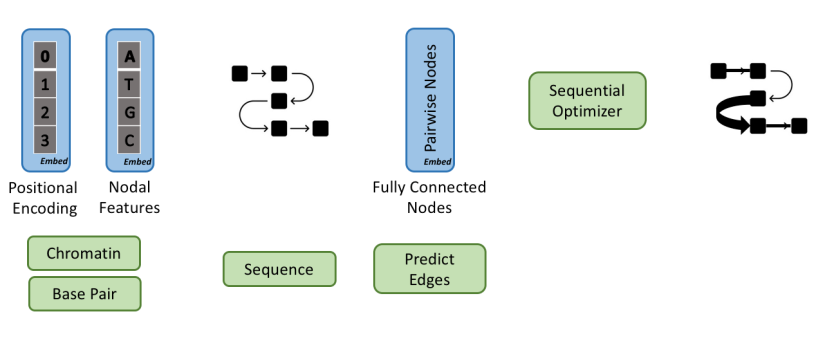 0
1
2
3
Embed
Positional
Encoding
A
T
G
C
Embed
Nodal
Features
Chromatin
Base Pair
Sequence
Pairwise Nodes
Embed
Fully Connected
Nodes
Predict
Edges
Sequential
Optimizer